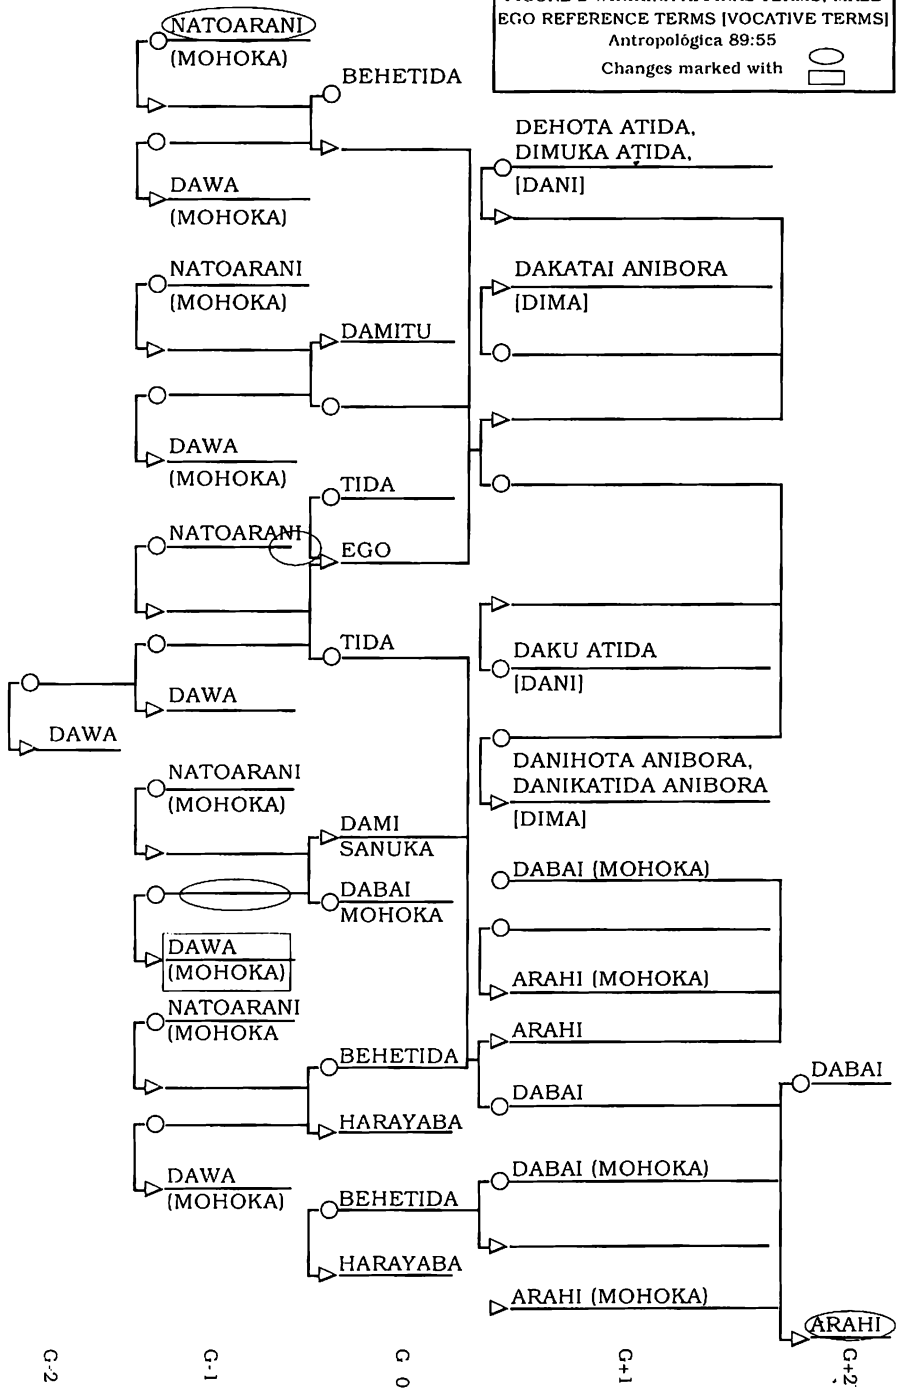 EGO REFERENCE TERMS [VOCATIVE TERMS]
Antropológica 89:55
Changes marked with
NATOARANI
(MOHOKA)
DAWA
(MOHOKA)
NATOARANI
(MOHOKA)
DAWA
(MOHOKA)
NATOARANI
DAWA
DAWA
NATOARANI
(MOHOKA)
DAWA
(MOHOKA)
NATOARANI
(MOHOKA
DAWA
(MOHOKA)
BEHETIDA
DAMITU
TIDA
EGO
TIDA
DAMI
SANUKA
DABAI
MOHOKA
BEHETIDA
HARAYABA
BEHETIDA
HARAYABA
DEHOTA ATIDA,
DIMUKA ATIDA,
[DANI]
DAKATAI ANIBORA
[DIMA]
DAKU ATIDA
[DANI]
DANIHOTA ANIBORA,
DANIKATIDA ANIBORA
[DIMA]
DABAI (MOHOKA)
ARAHI (MOHOKA)
ARAHI
DABAI
DABAI (MOHOKA)
ARAHI (MOHOKA)
DABAI
ARAHI
G-2
G-1
G 0
G+1
G+2